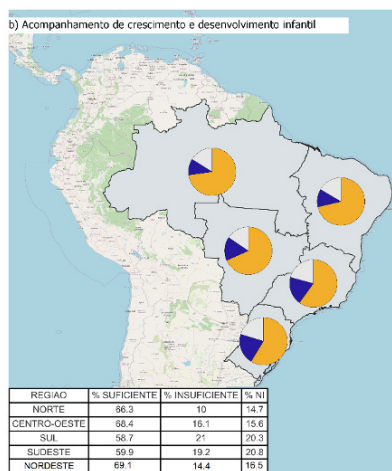 b) Acompanhamento de crescimento e desenvolvimento infantil
REGIAO % SUFICIENTE % INSUFICIENTE % NI
NORTE 66.3 10 14.7
CENTRO-OESTE 68.4 16.1 15.6
SUL 58.7 21 20.3
SUDESTE 59.9 19.2 20.8
NORDESTE 69.1 14.4 16.5